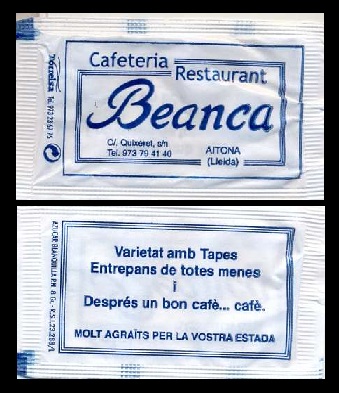 Cafeteria
Restaurant
Beanca
C/. Quixeret, s/n
Tel. 973 79 41 40
AITONA
(Lleida)
Varietat amb Tapes
Entrepans de totes menes
i
Després un bon cafè... cafè.
MOLT AGRAÏTS PER LA VOSTRA ESTADA